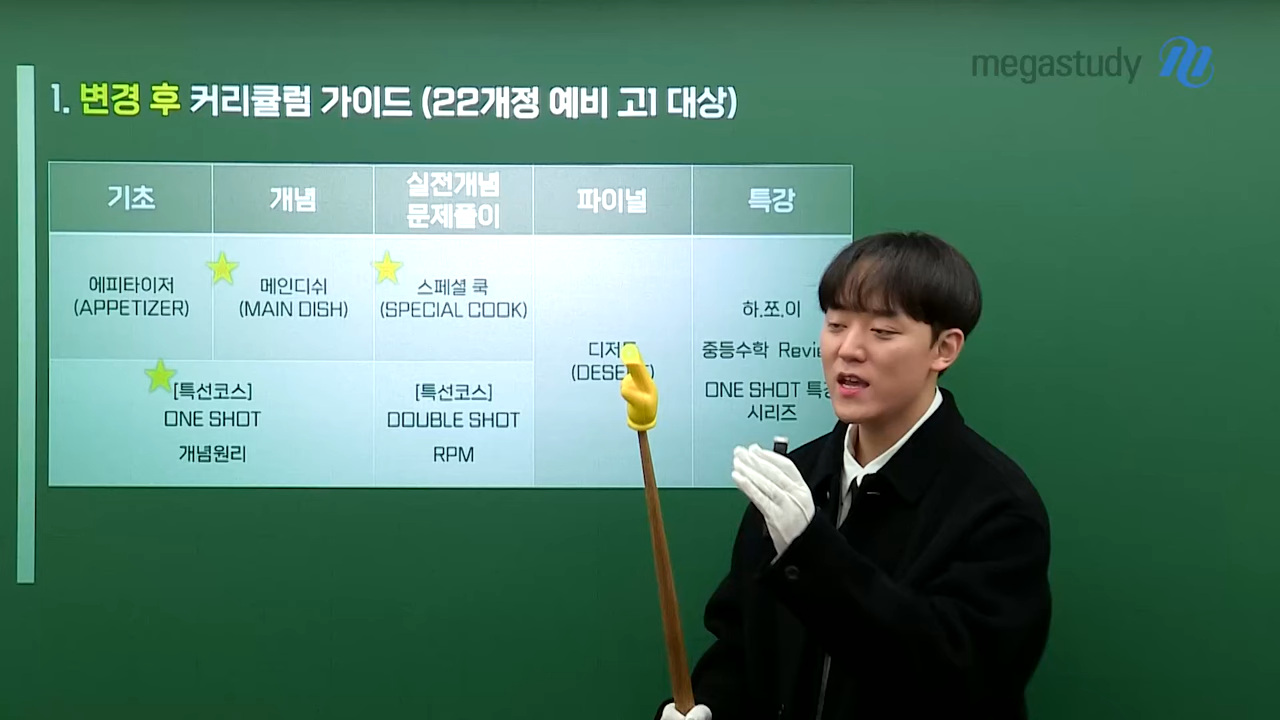 megastudy
1. 변경 후 커리큘럼 가이드 (22개정 예비 고1 대상)
기초
개념
실전개념
문제풀이
파이널
특강
에피타이저
(APPETIZER)
메인디쉬
(MAIN DISH)
스페셜 쿡
(SPECIAL COOK)
[특선코스]
ONE SHOT
개념원리
[특선코스]
DOUBLE SHOT
RPM
하.쪼.이
중등수학
ONE SHOT
시리즈